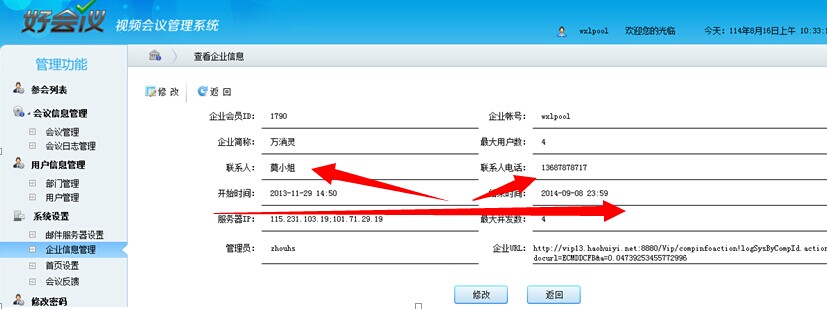 好会议 视频会议管理系统
wxlpool 欢迎您的光临 今天：114年8月16日上午 10:33:1
管理功能
查看企业信息
参会列表
修 改 返 回
会议信息管理
企业会员ID: 1790 企业帐号: wxlpool
会议管理
会议日志管理
企业简称: 万消灵 最大用户数: 4
用户信息管理
联系人: 莫小姐 联系人电话: 13687878717
部门管理
用户管理
开始时间: 2013-11-29 14:50 结束时间: 2014-09-08 23:59
系统设置
服务器IP: 115.231.103.19;101.71.29.19 最大并发数: 4
邮件服务器设置
企业信息管理
管理员: zhouhs 企业URL: http://vip13.haohuiyi.net:8880/Vip/compinfoaction!logSysByCompId.action
docurl=ECMDDCFB&a=0.04739253455772996
首页设置
会议反馈
修改密码
修改 返回